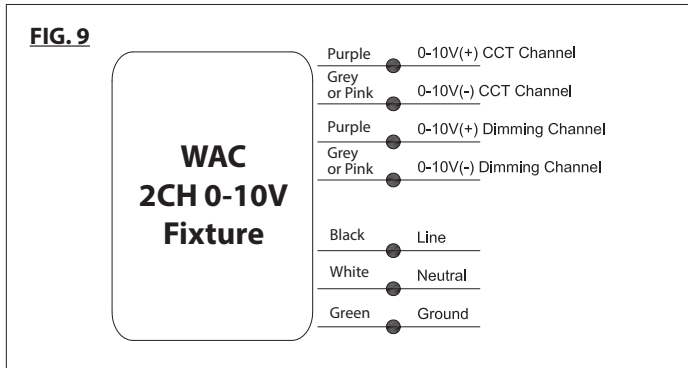 FIG. 9
WAC
2CH 0-10V
Fixture
Purple 0-10V(+) CCT Channel
Grey
or Pink 0-10V(-) CCT Channel
Purple 0-10V(+) Dimming Channel
Grey
or Pink 0-10V(-) Dimming Channel
Black Line
White Neutral
Green Ground